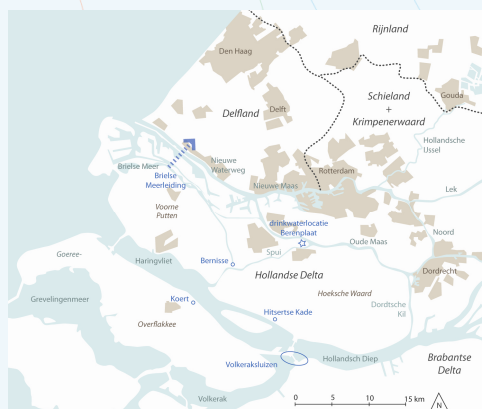 Rijnland
Den Haag
Schieland
+
Krimpenerwaard
Gouda
Delfland
Delft
Hollandsche
IJssel
Brielse Meer
Nieuwe
Waterweg
Brielse
Meerleiding
Rotterdam
Nieuwe Maas
Lek
Voorne
Putten
drinkwaterlocatie
Berenplaat
Noord
Oude Maas
Spui
Goeree-
Haringvliet
Bernisse
Dordrecht
Hollandse Delta
Grevelingenmeer
Koert
Hoeksche Waard
Dordtsche
Kil
Overflakkee
Hitsertse Kade
Volkeraksluizen
Hollandsch Diep
Brabantse
Delta
Volkerak
0 5 10 15 km
N